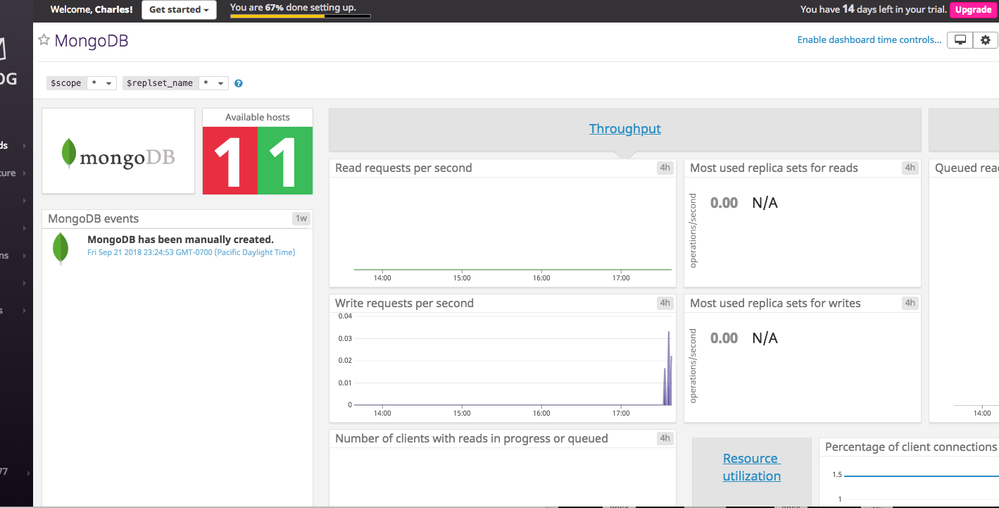 Welcome, Charles!
Get started
You are 67% done setting up.
You have 14 days left in your trial.
Upgrade
OG
MongoDB
Enable dashboard time controls...
$scope *
$replset_name *
?
ds
ture
ns
s
77
mongoDB
Available hosts
1 1
MongoDB events
1w
MongoDB has been manually created.
Fri Sep 21 2018 23:24:53 GMT-0700 (Pacific Daylight Time)
Throughput
Read requests per second
4h
14:00 15:00 16:00 17:00
Most used replica sets for reads
4h
operations/second
0.00 N/A
Queued read
14:00
Write requests per second
4h
0.04
0.03
0.02
0.01
0
14:00 15:00 16:00 17:00
Most used replica sets for writes
4h
operations/second
0.00 N/A
Number of clients with reads in progress or queued
4h
Resource
utilization
Percentage of client connections
1.5
1